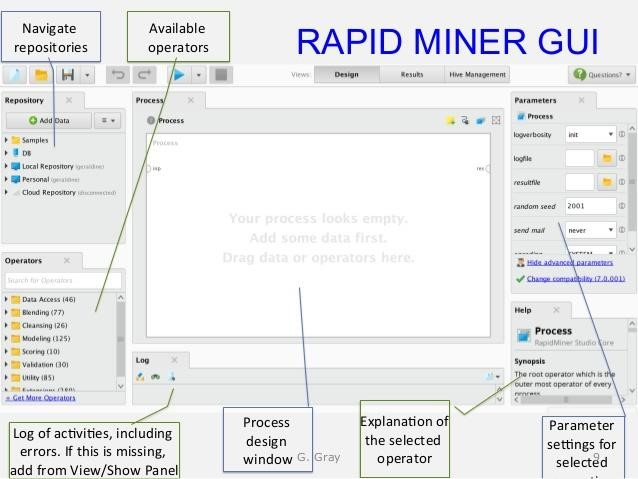 Navigate
repositories
Available
operators
RAPID MINER GUI
Views:
Design
Results
Hive Management
Questions?
Repository
Add Data
Samples
DB
Local Repository (geraldine)
Personal (geraldine)
Cloud Repository (disconnected)
Operators
Search for Operators
Data Access (46)
Blending (77)
Cleansing (26)
Modeling (125)
Scoring (10)
Validation (30)
Utility (85)
Extensions (280)
+ Get More Operators
Process
Process
Process
inp
res
Your process looks empty.
Add some data first.
Drag data or operators here.
Log
Parameters
Process
logverbosity
init
logfile
resultfile
random seed
2001
send mail
never
encoding
SYSTEM
Hide advanced parameters
Change compatibility (7.0.001)
Help
Process
RapidMiner Studio Core
Synopsis
The root operator which is the
outer most operator of every
process.
Log of activities, including
errors. If this is missing,
add from View/Show Panel
Process
design
window
G. Gray
Explanation of
the selected
operator
Parameter
settings for
selected
9